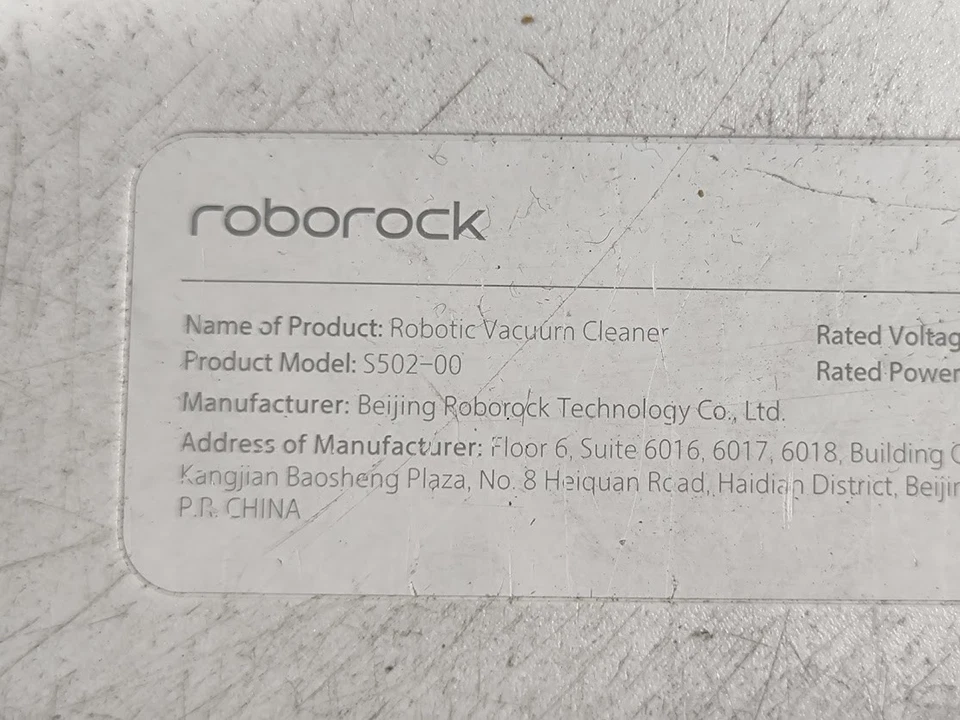 roborock
Name of Product: Robotic Vacuum Cleaner
Rated Voltag
Product Model: S502-00
Rated Power
Manufacturer: Beijing Roborock Technology Co., Ltd.
Address of Manufacturer: Floor 6, Suite 6016, 6017, 6018, Building C
Kangjian Baosheng Plaza, No. 8 Heiquan Road, Haidian District, Beijin
P.R. CHINA